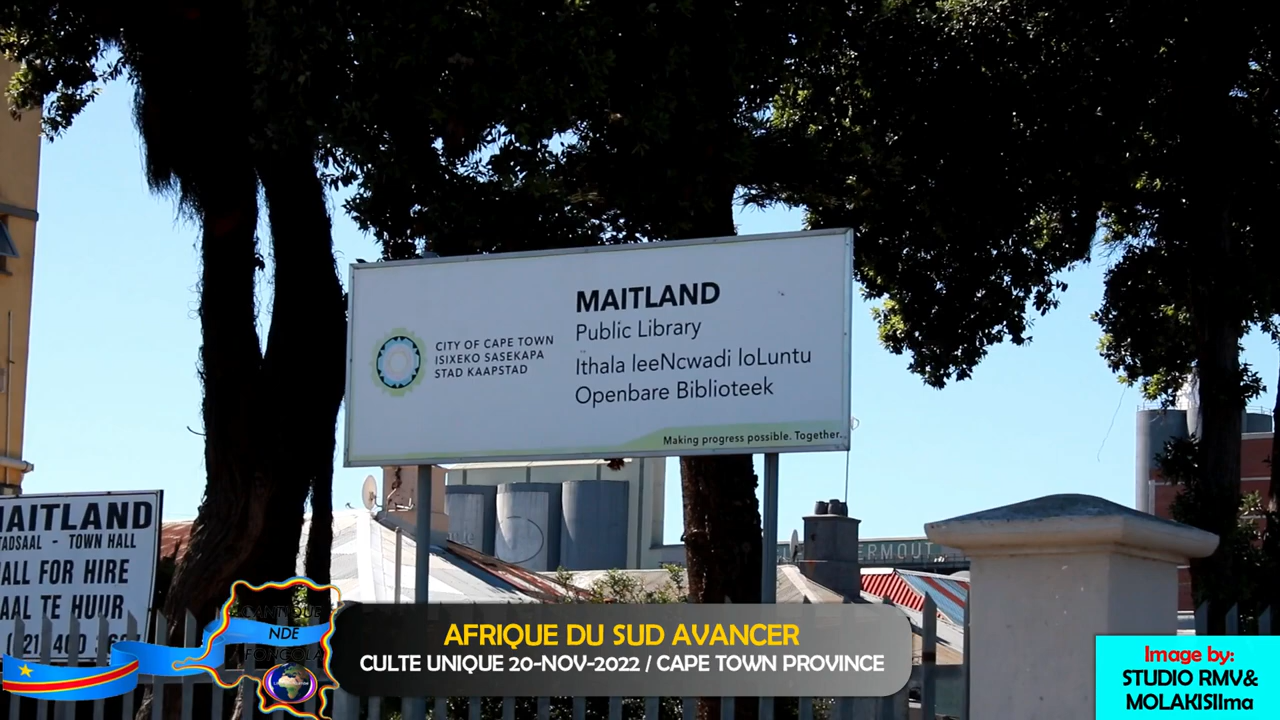 MAITLAND
Public Library
Ithala leeNcwadi loLuntu
Openbare Biblioteek
CITY OF CAPE TOWN
ISIXEKO SASEKAPA
STAD KAAPSTAD
Making progress possible. Together.
MAITLAND
TADSAAL - TOWN HALL
HALL FOR HIRE
AAL TE HUUR
ERMOUT
NDE
AFRIQUE DU SUD AVANCER
CULTE UNIQUE 20-NOV-2022 / CAPE TOWN PROVINCE
Image by:
STUDIO RMV&
MOLAKISIIma